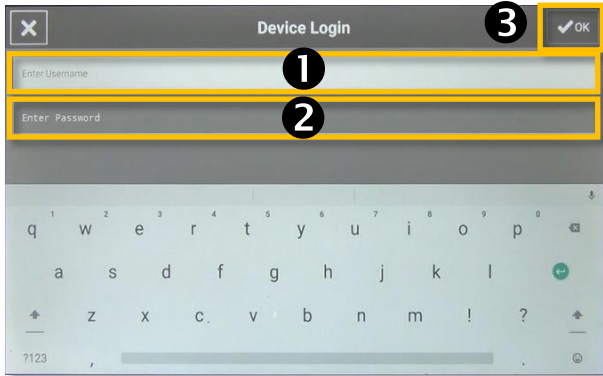 Device Login
3
✔ OK
Enter Username
1
Enter Password
2
q 1 w 2 e 3 r 4 t 5 y 6 u 7 i 8 o 9 p 0
a s d f g h j k l
z x c . v b n m ! ?
?123 , .